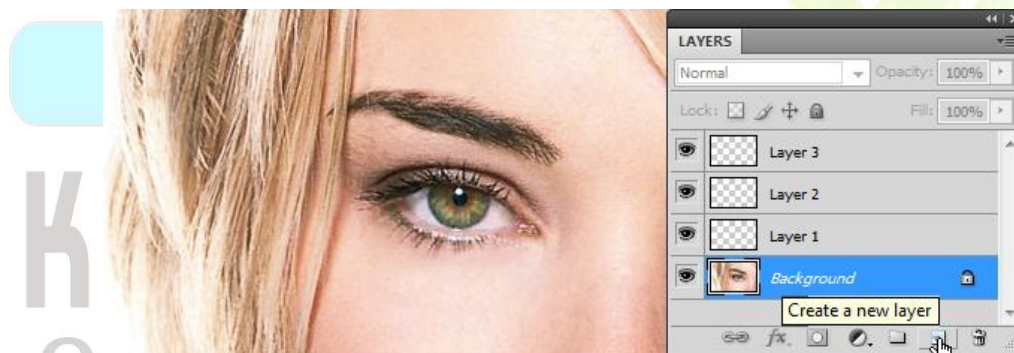 K
LAYERS
Normal Opacity: 100%
Lock: Fill: 100%
Layer 3
Layer 2
Layer 1
Background
Create a new layer
fx.